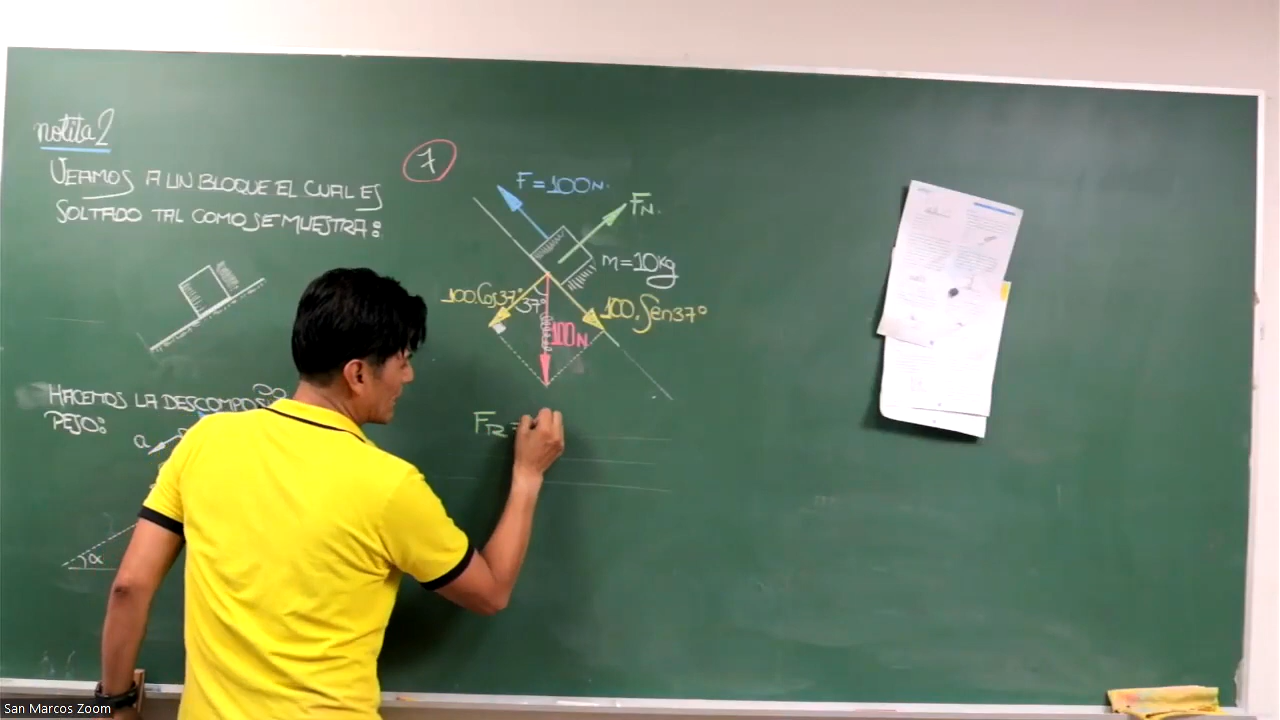 notita 2
VEAMOS A UN BLOQUE EL CUAL ES
SOLTADO TAL COMO SE MUESTRA:
HACEMOS LA
PESO:
a
α
7
F=100N.
FN.
m=10kg
100.Cos37°
37°
100.Sen37°
100N
FR =
San Marcos Zoom